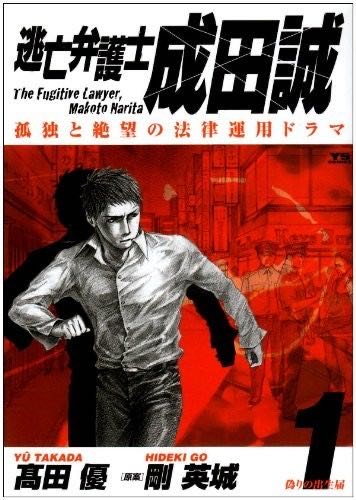 逃亡弁護士
成田誠
The Fugitive Lawyer,
Makoto Narita
孤独と絶望の法律運用ドラマ
YS
COMICS
YŪ TAKADA
HIDEKI GO
髙田 優
[原案]剛 英城
1
偽りの出生届